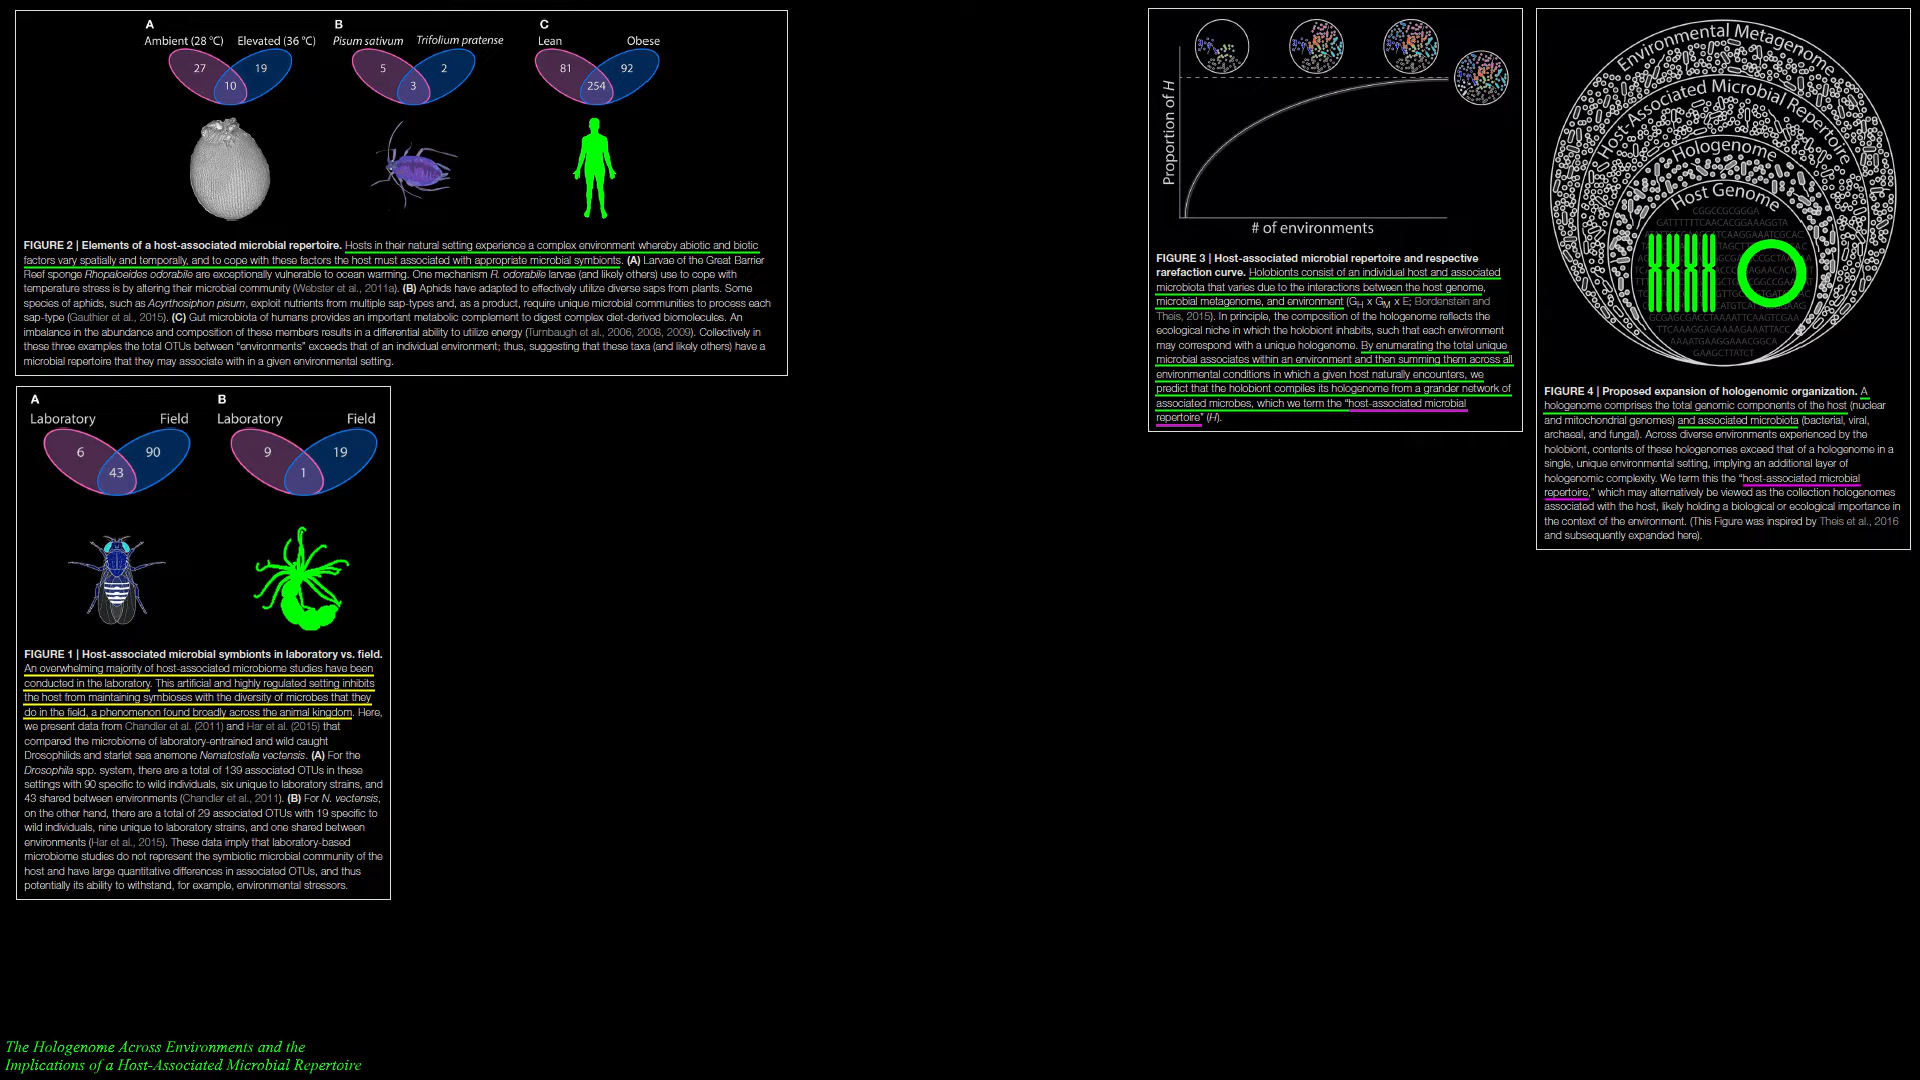 A
B
C
Ambient (28 °C) Elevated (36 °C)
Pisum sativum Trifolium pratense
Lean Obese
27 19
10
5 2
3
81 92
254
FIGURE 2 | Elements of a host-associated microbial repertoire. Hosts in their natural setting experience a complex environment whereby abiotic and biotic
factors vary spatially and temporally, and to cope with these factors the host must associated with appropriate microbial symbionts. (A) Larvae of the Great Barrier
Reef sponge Rhopaloeides odorabile are exceptionally vulnerable to ocean warming. One mechanism R. odorabile larvae (and likely others) use to cope with
temperature stress is by altering their microbial community (Webster et al., 2011a). (B) Aphids have adapted to effectively utilize diverse saps from plants. Some
species of aphids, such as Acyrthosiphon pisum, exploit nutrients from multiple sap-types and, as a product, require unique microbial communities to process each
sap-type (Gauthier et al., 2015). (C) Gut microbiota of humans provides an important metabolic complement to digest complex diet-derived biomolecules. An
imbalance in the abundance and composition of these members results in a differential ability to utilize energy (Turnbaugh et al., 2006, 2008, 2009). Collectively in
these three examples the total OTUs between “environments” exceeds that of an individual environment; thus, suggesting that these taxa (and likely others) have a
microbial repertoire that they may associate with in a given environmental setting.
A
B
Laboratory Field
Laboratory Field
6 90
43
9 19
1
FIGURE 1 | Host-associated microbial symbionts in laboratory vs. field.
An overwhelming majority of host-associated microbiome studies have been
conducted in the laboratory. This artificial and highly regulated setting inhibits
the host from maintaining symbioses with the diversity of microbes that they
do in the field, a phenomenon found broadly across the animal kingdom. Here,
we present data from Chandler et al. (2011) and Har et al. (2015) that
compared the microbiome of laboratory-entrained and wild caught
Drosophilids and starlet sea anemone Nematostella vectensis. (A) For the
Drosophila spp. system, there are a total of 139 associated OTUs in these
settings with 90 specific to wild individuals, six unique to laboratory strains, and
43 shared between environments (Chandler et al., 2011). (B) For N. vectensis,
on the other hand, there are a total of 29 associated OTUs with 19 specific to
wild individuals, nine unique to laboratory strains, and one shared between
environments (Har et al., 2015). These data imply that laboratory-based
microbiome studies do not represent the symbiotic microbial community of the
host and have large quantitative differences in associated OTUs, and thus
potentially its ability to withstand, for example, environmental stressors.
Proportion of H
# of environments
FIGURE 3 | Host-associated microbial repertoire and respective
rarefaction curve. Holobionts consist of an individual host and associated
microbiota that varies due to the interactions between the host genome,
microbial metagenome, and environment (GH x GM x E; Bordenstein and
Theis, 2015). In principle, the composition of the hologenome reflects the
ecological niche in which the holobiont inhabits, such that each environment
may correspond with a unique hologenome. By enumerating the total unique
microbial associates within an environment and then summing them across all
environmental conditions in which a given host naturally encounters, we
predict that the holobiont compiles its hologenome from a grander network of
associated microbes, which we term the “host-associated microbial
repertoire” (H).
Environmental Metagenome
Host-Associated Microbial Repertoire
Hologenome
Host Genome
CGGCCGCGGGA
GATTTTTTCAACACGGAAAGGTA
GCGAGCGACCTAAAATTCAAGTCGAA
TTCAAAGGAGAAAAGAAATTACC
AAAATGAAGGAAACGGCA
GAAGCTTATCT
FIGURE 4 | Proposed expansion of hologenomic organization. A
hologenome comprises the total genomic components of the host (nuclear
and mitochondrial genomes) and associated microbiota (bacterial, viral,
archaeal, and fungal). Across diverse environments experienced by the
holobiont, contents of these hologenomes exceed that of a hologenome in a
single, unique environmental setting, implying an additional layer of
hologenomic complexity. We term this the “host-associated microbial
repertoire,” which may alternatively be viewed as the collection hologenomes
associated with the host, likely holding a biological or ecological importance in
the context of the environment. (This Figure was inspired by Theis et al., 2016
and subsequently expanded here).
The Hologenome Across Environments and the
Implications of a Host-Associated Microbial Repertoire